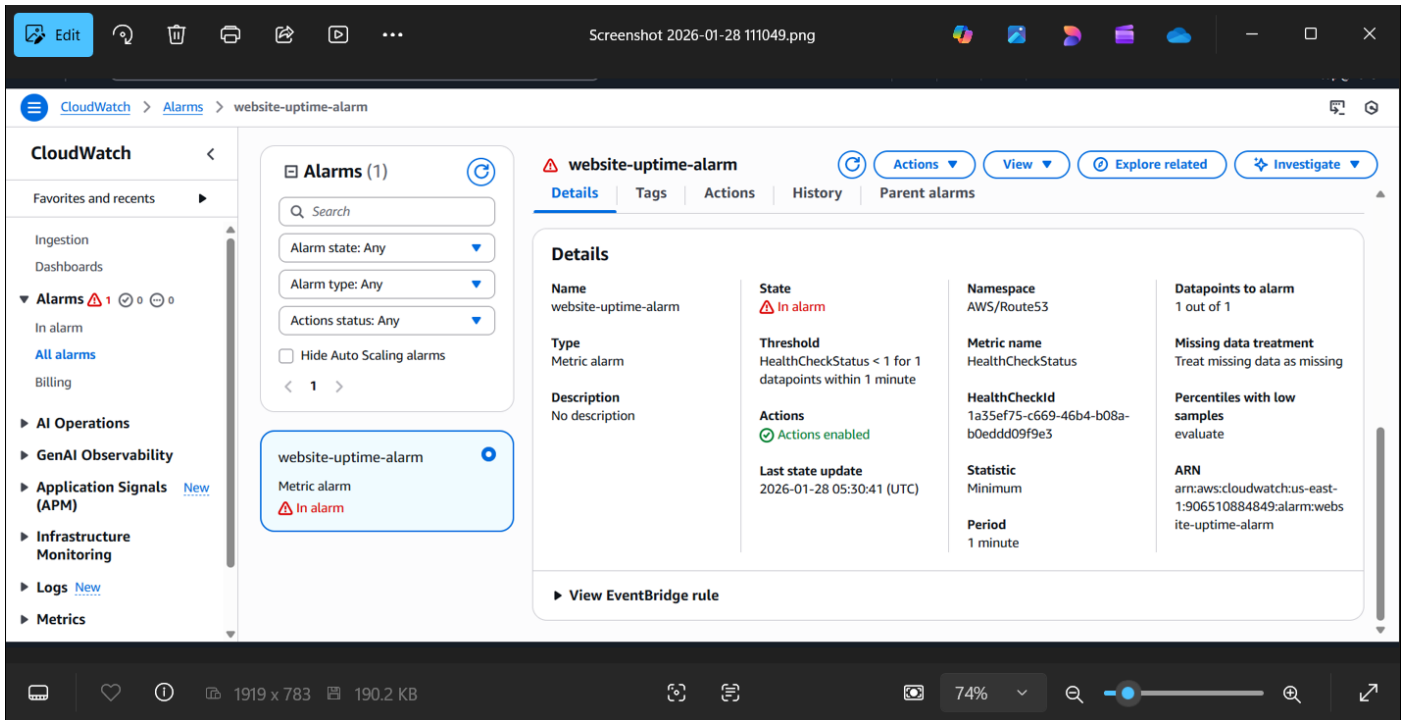 Edit
Screenshot 2026-01-28 111049.png
CloudWatch
Alarms
website-uptime-alarm
CloudWatch
Favorites and recents
Ingestion
Dashboards
Alarms 1 0 0
In alarm
All alarms
Billing
AI Operations
GenAI Observability
Application Signals New
(APM)
Infrastructure
Monitoring
Logs New
Metrics
Alarms (1)
Search
Alarm state: Any
Alarm type: Any
Actions status: Any
Hide Auto Scaling alarms
1
website-uptime-alarm
Metric alarm
In alarm
website-uptime-alarm
Actions
View
Explore related
Investigate
Details
Tags
Actions
History
Parent alarms
Details
Name
website-uptime-alarm
Type
Metric alarm
Description
No description
State
In alarm
Threshold
HealthCheckStatus < 1 for 1
datapoints within 1 minute
Actions
Actions enabled
Last state update
2026-01-28 05:30:41 (UTC)
Namespace
AWS/Route53
Metric name
HealthCheckStatus
HealthCheckId
1a35ef75-c669-46b4-b08a-
b0eddd09f9e3
Statistic
Minimum
Period
1 minute
Datapoints to alarm
1 out of 1
Missing data treatment
Treat missing data as missing
Percentiles with low
samples
evaluate
ARN
arn:aws:cloudwatch:us-east-
1:906510884849:alarm:webs
ite-uptime-alarm
View EventBridge rule
1919 x 783
190.2 KB
74%